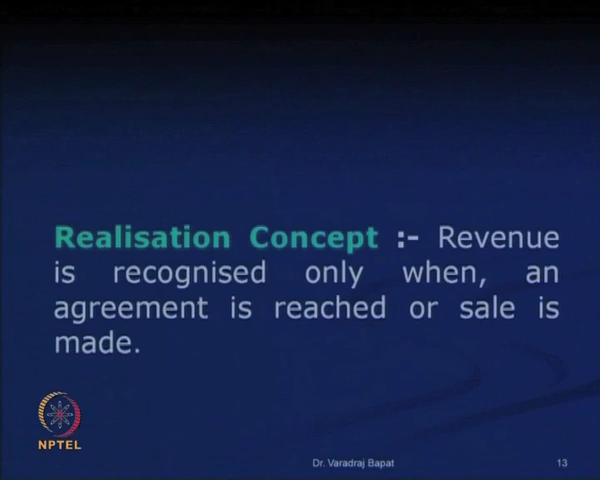 Realisation Concept :- Revenue
is recognised only when, an
agreement is reached or sale is
made.
NPTEL
Dr. Varadraj Bapat
13